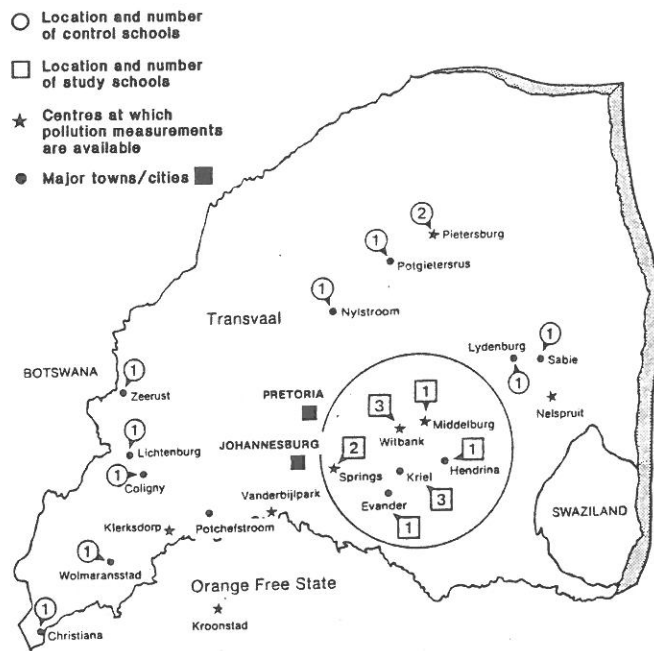 Location and number
of control schools
Location and number
of study schools
Centres at which
pollution measurements
are available
Major towns/cities
2
Pietersburg
1
Potgietersrus
1
Nylstroom
Transvaal
Lydenburg
1
Sabie
1
BOTSWANA
1
Zeerust
Nelspruit
PRETORIA
3
1
Witbank
Middelburg
1
Lichtenburg
JOHANNESBURG
2
1
Hendrina
1
Coligny
Springs
Kriel
3
Vanderbijlpark
Evander
1
SWAZILAND
Klerksdorp
Potchefstroom
1
Wolmaransstad
Orange Free State
Kroonstad
1
Christiana